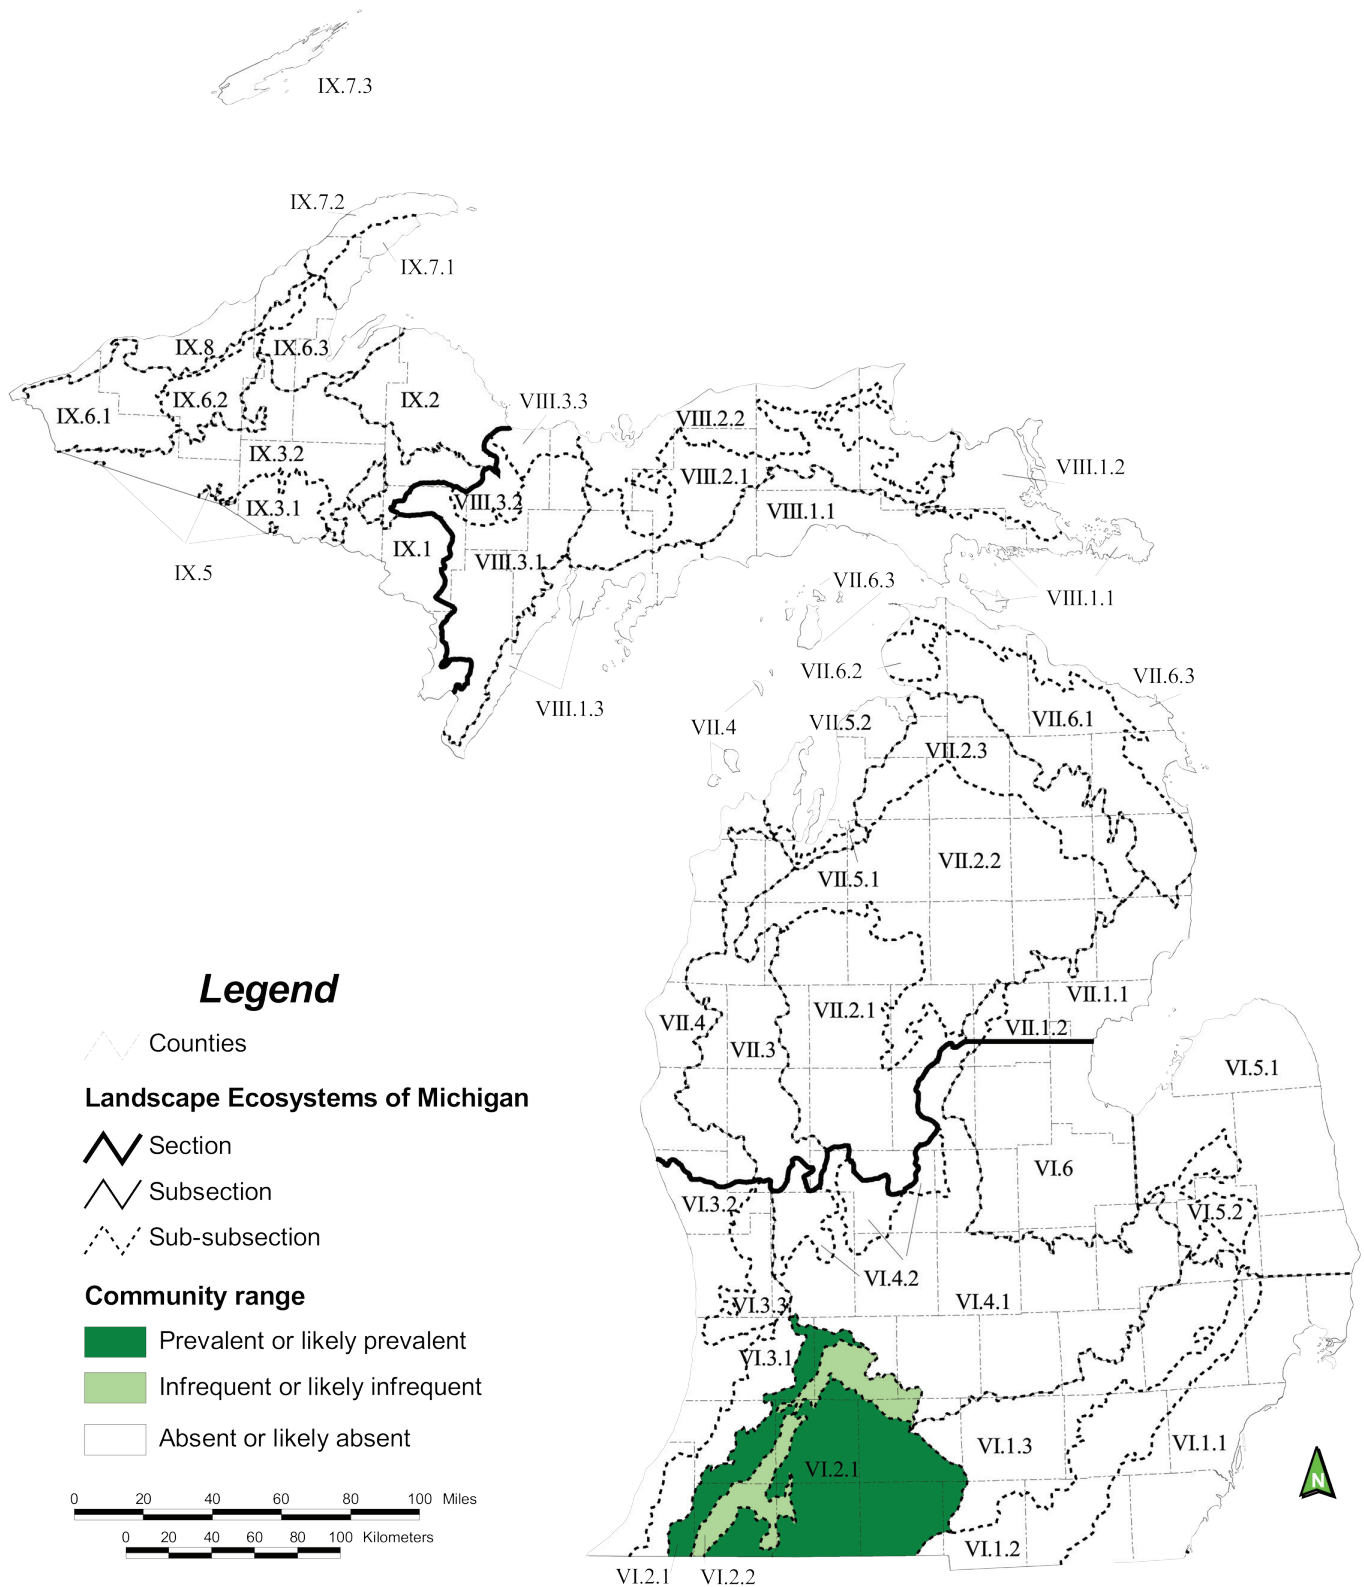 IX.7.3
IX.7.2
IX.7.1
IX.8
IX.6.3
IX.6.2
IX.6.1
IX.2
VIII.3.3
VIII.2.2
IX.3.2
VIII.2.1
VIII.1.2
IX.3.1
VIII.3.2
VIII.1.1
IX.1
VIII.3.1
IX.5
VII.6.3
VIII.1.1
VII.6.2
VII.6.3
VIII.1.3
VII.4
VII.5.2
VII.6.1
VII.2.3
VII.2.2
VII.5.1
VII.1.1
VII.2.1
VII.4
VII.1.2
VII.3
VI.5.1
VI.6
VI.3.2
VI.5.2
VI.4.2
VI.3.3
VI.4.1
VI.3.1
VI.1.3
VI.1.1
VI.2.1
VI.1.2
VI.2.1
VI.2.2
Legend
Counties
Landscape Ecosystems of Michigan
Section
Subsection
Sub-subsection
Community range
Prevalent or likely prevalent
Infrequent or likely infrequent
Absent or likely absent
0 20 40 60 80 100 Miles
0 20 40 60 80 100 Kilometers
N